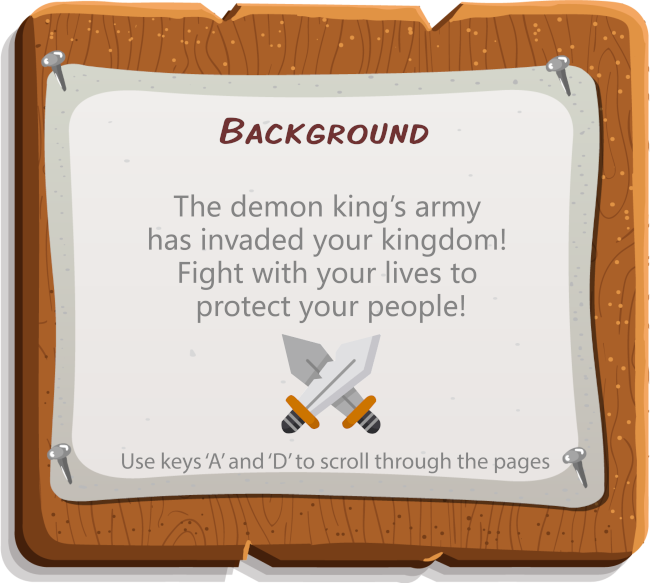 BACKGROUND
The demon king’s army
has invaded your kingdom!
Fight with your lives to
protect your people!
Use keys ‘A’ and ‘D’ to scroll through the pages